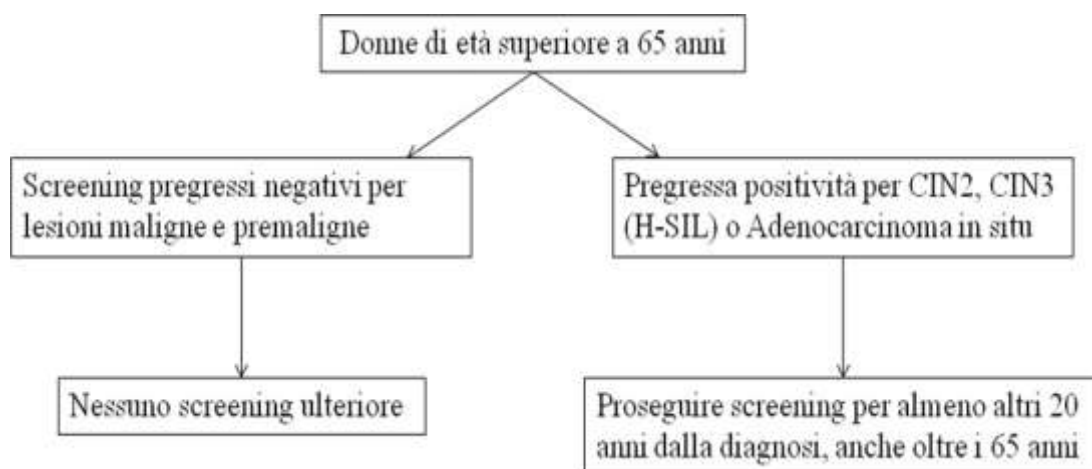 Donne di età superiore a 65 anni
Screening pregressi negativi per
lesioni maligne e premaligne
Pregressa positività per CIN2, CIN3
(H-SIL) o Adenocarcinoma in situ
Nessuno screening ulteriore
Proseguire screening per almeno altri 20
anni dalla diagnosi, anche oltre i 65 anni